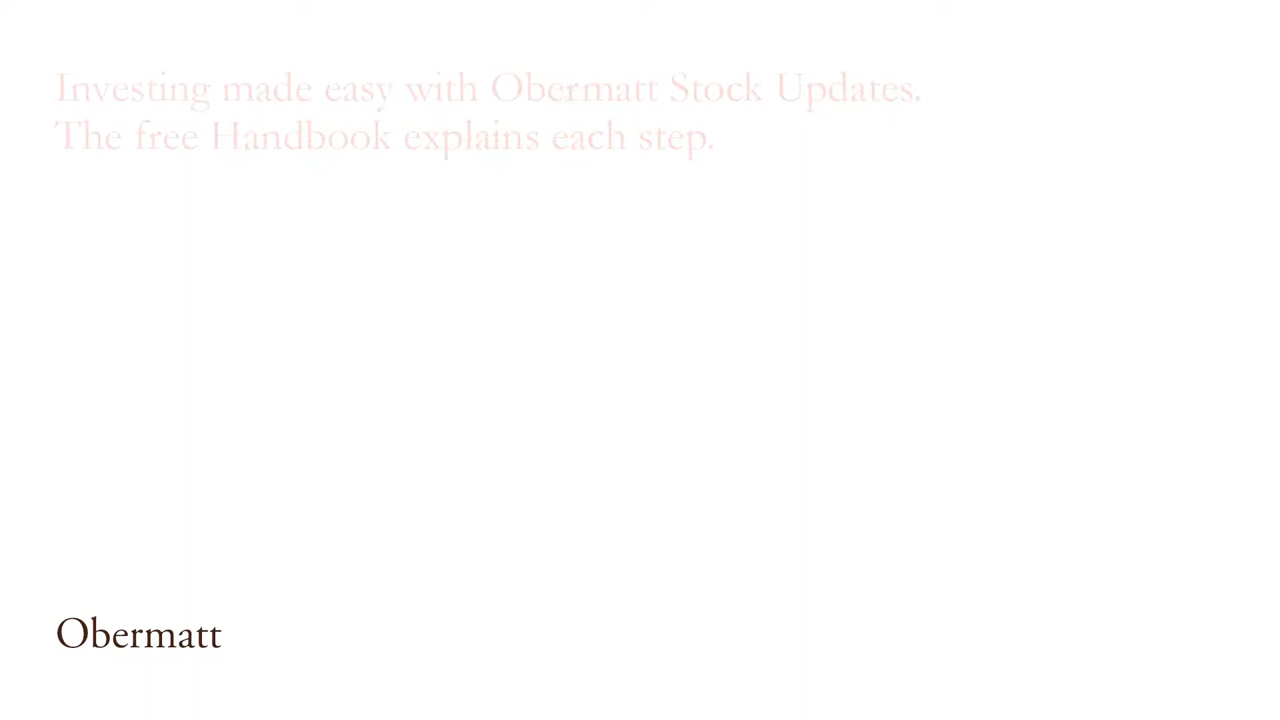 Investing made easy with Obermatt Stock Updates.
The free Handbook explains each step.
Obermatt